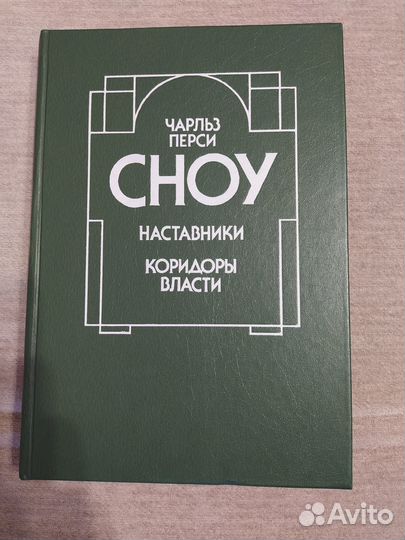 ЧАРЛЬЗ
ПЕРСИ
СНОУ
НАСТАВНИКИ
КОРИДОРЫ
ВЛАСТИ
Avito